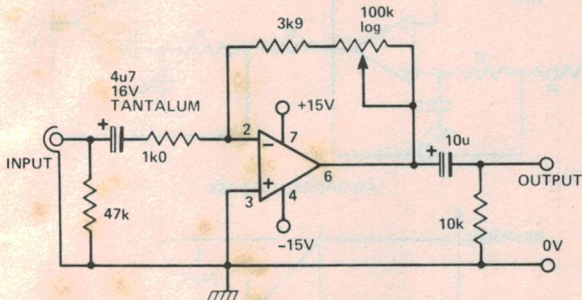 3k9
100k
log
4u7
16V
TANTALUM
+
1k0
INPUT
47k
+15V
2
7
−
+
3
4
6
−15V
+
10u
OUTPUT
10k
0V